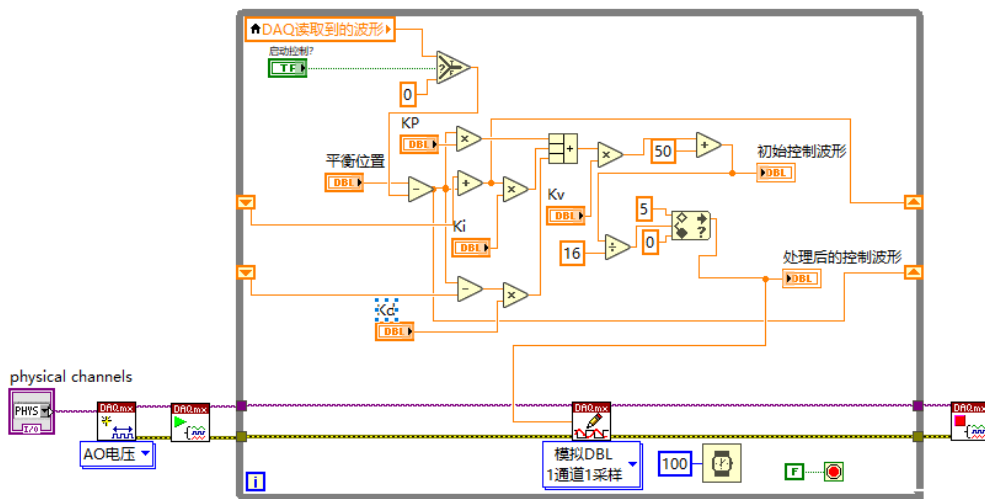 DAQ读取到的波形
启动控制?
TF
?
T
F
0
KP
DBL
×
+
平衡位置
DBL
-
+
×
×
50
+
初始控制波形
DBL
Kv
DBL
Ki
DBL
16
÷
5
0
?
处理后的控制波形
DBL
-
×
Kd
DBL
physical channels
PHYS
I/O
DAQmx
AO电压
DAQmx
DAQmx
模拟DBL
1通道1采样
100
F
DAQmx
i